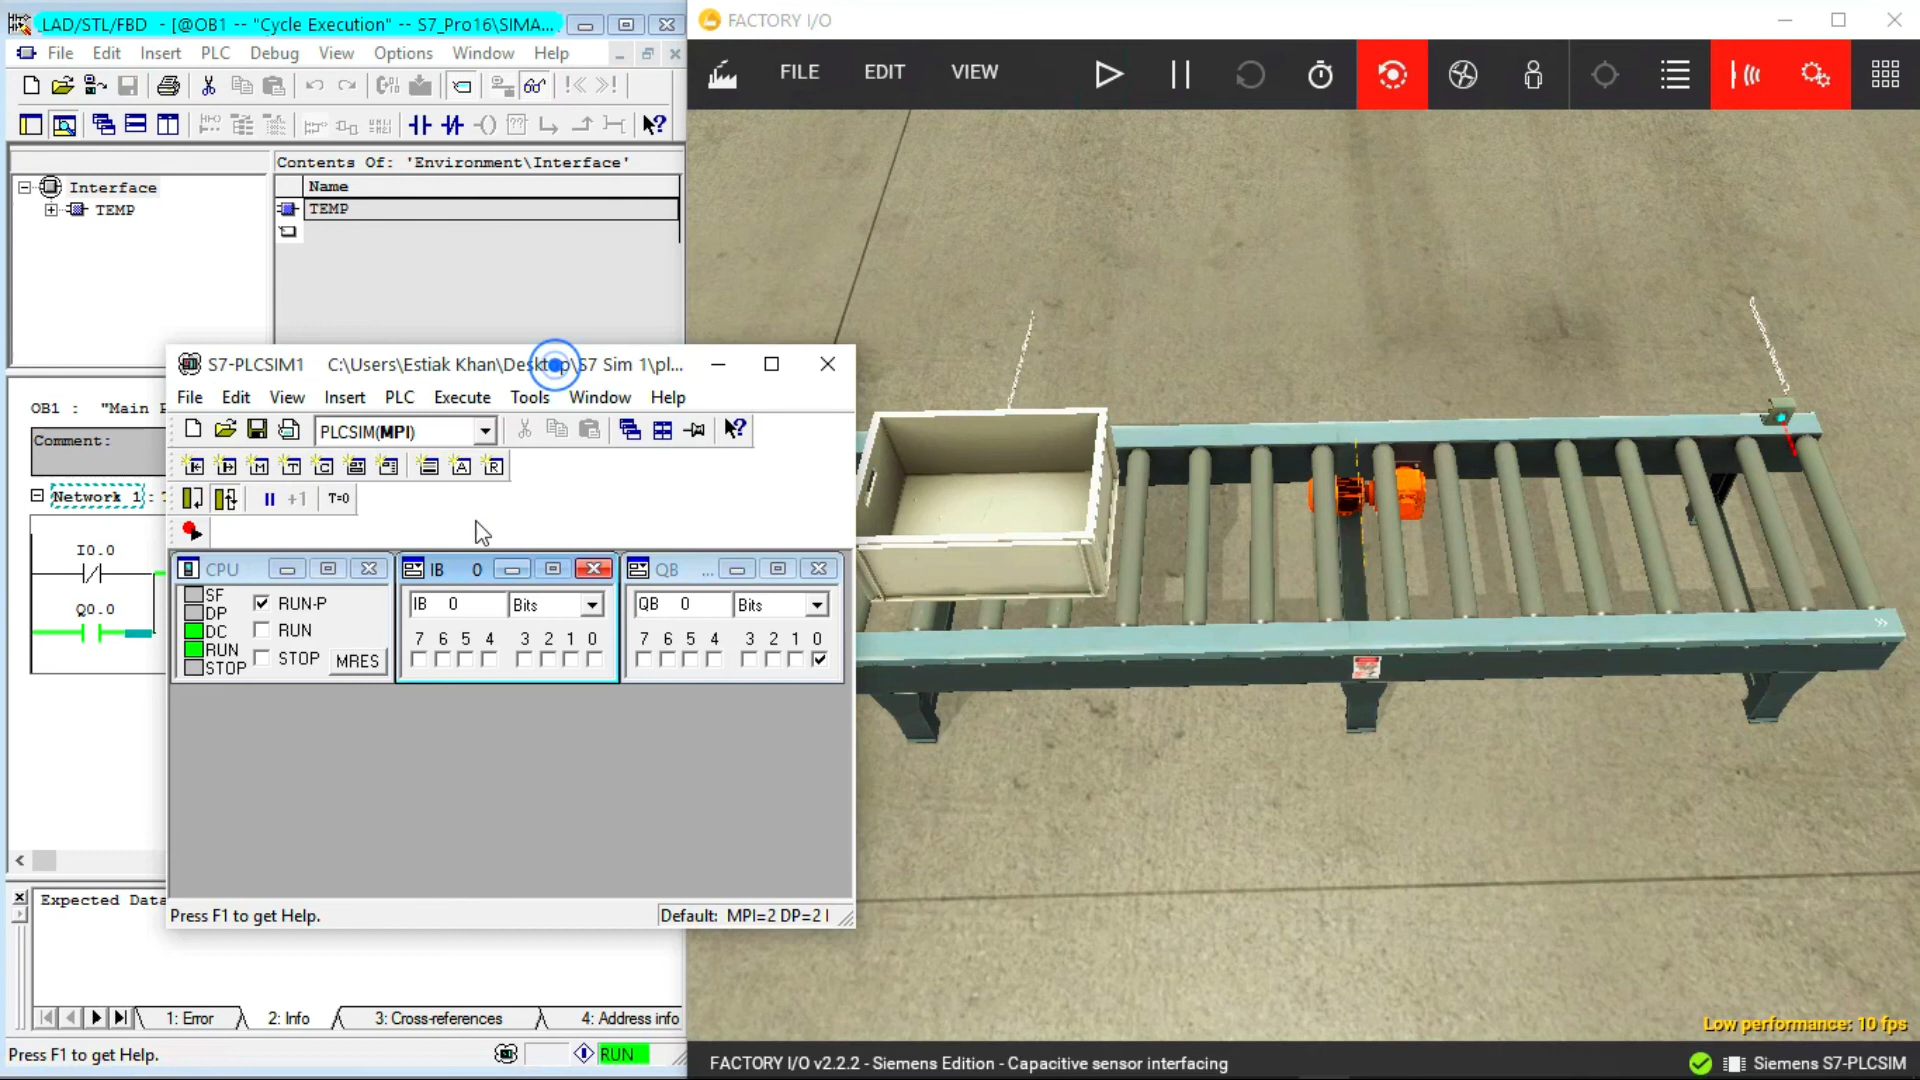 LAD/STL/FBD - [@OB1 -- "Cycle Execution" -- S7_Pro16\SIMA...
File Edit Insert PLC Debug View Options Window Help
Contents Of: 'Environment\Interface'
Interface
TEMP
Name
TEMP
OB1 : "Main P
Comment:
Network 1: T
I0.0
Q0.0
S7-PLCSIM1 C:\Users\Estiak Khan\Desktop\S7 Sim 1\pl...
File Edit View Insert PLC Execute Tools Window Help
PLCSIM(MPI)
+1 T=0
CPU
SF
DP
DC
RUN
STOP
RUN-P
RUN
STOP
MRES
IB 0
IB 0 Bits
7 6 5 4 3 2 1 0
QB ...
QB 0 Bits
7 6 5 4 3 2 1 0
Press F1 to get Help.
Default: MPI=2 DP=2 I
Expected Data
1: Error 2: Info 3: Cross-references 4: Address info
Press F1 to get Help.
RUN
FACTORY I/O
FILE EDIT VIEW
Low performance: 10 fps
FACTORY I/O v2.2.2 - Siemens Edition - Capacitive sensor interfacing
Siemens S7-PLCSIM